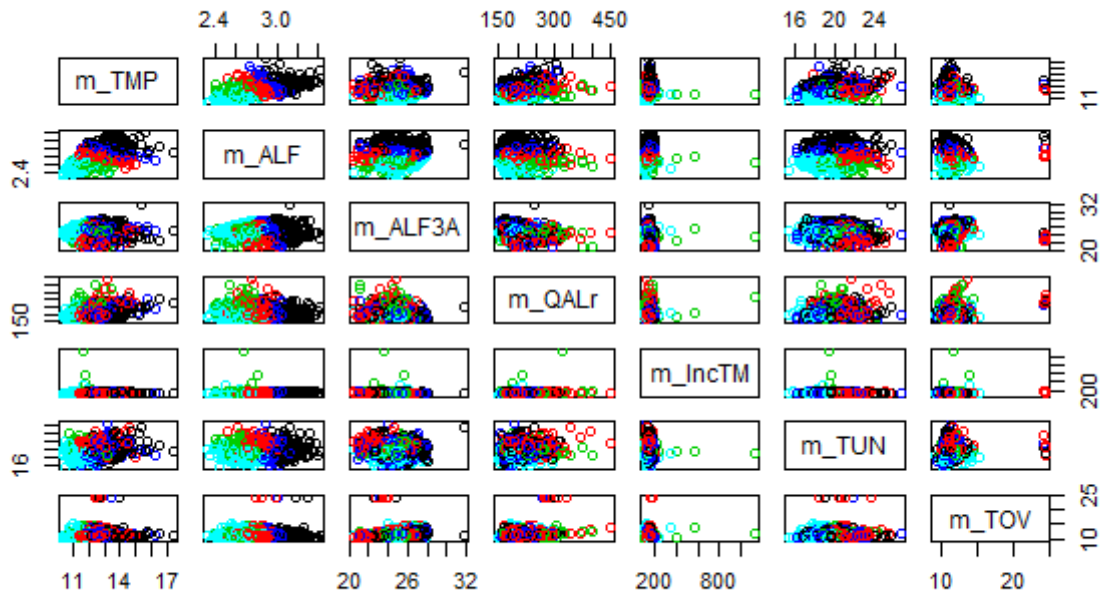 2.4 3.0 150 300 450 16 20 24
m_TMP 11
2.4 m_ALF
m_ALF3A 20 32
150 m_QALr
m_IncTM 200
16 m_TUN
m_TOV 10 25
11 14 17 20 26 32 200 800 10 20